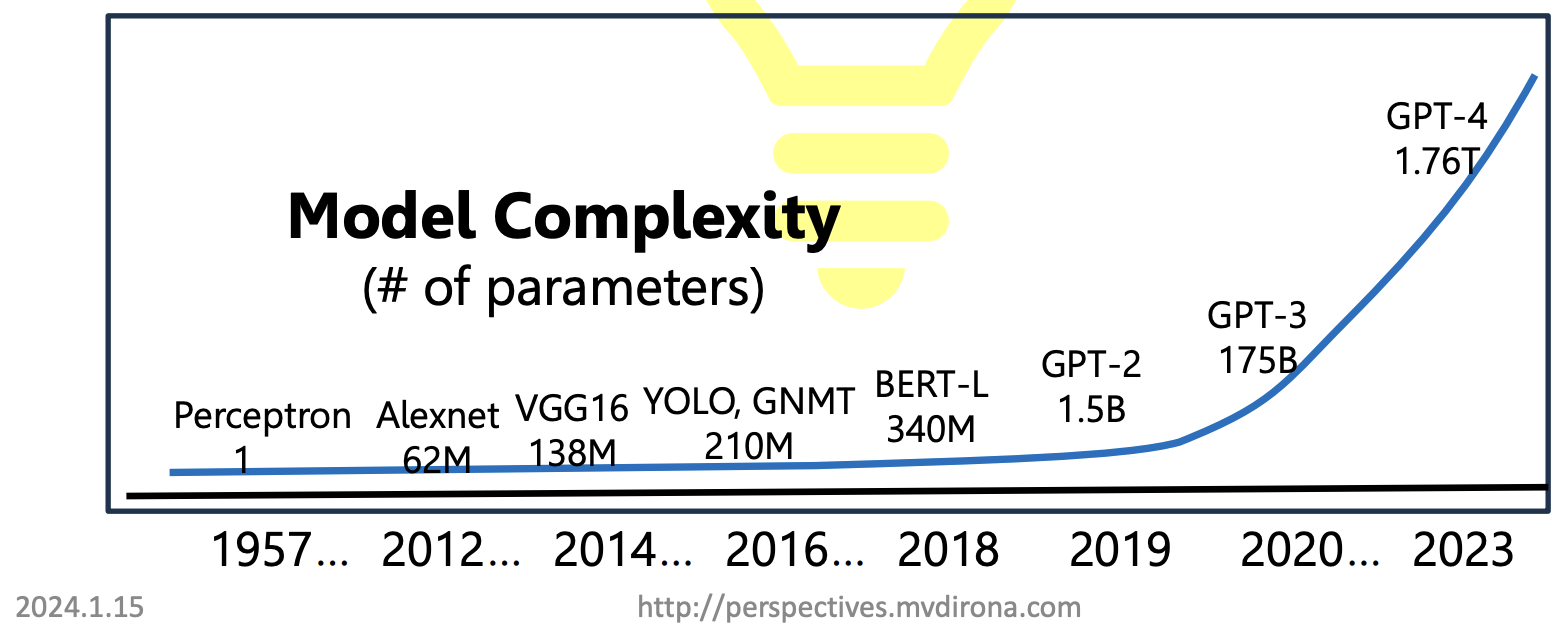 Model Complexity
(# of parameters)
Perceptron
1
Alexnet
62M
VGG16
138M
YOLO, GNMT
210M
BERT-L
340M
GPT-2
1.5B
GPT-3
175B
GPT-4
1.76T
1957... 2012... 2014... 2016... 2018 2019 2020... 2023
2024.1.15 http://perspectives.mvdirona.com